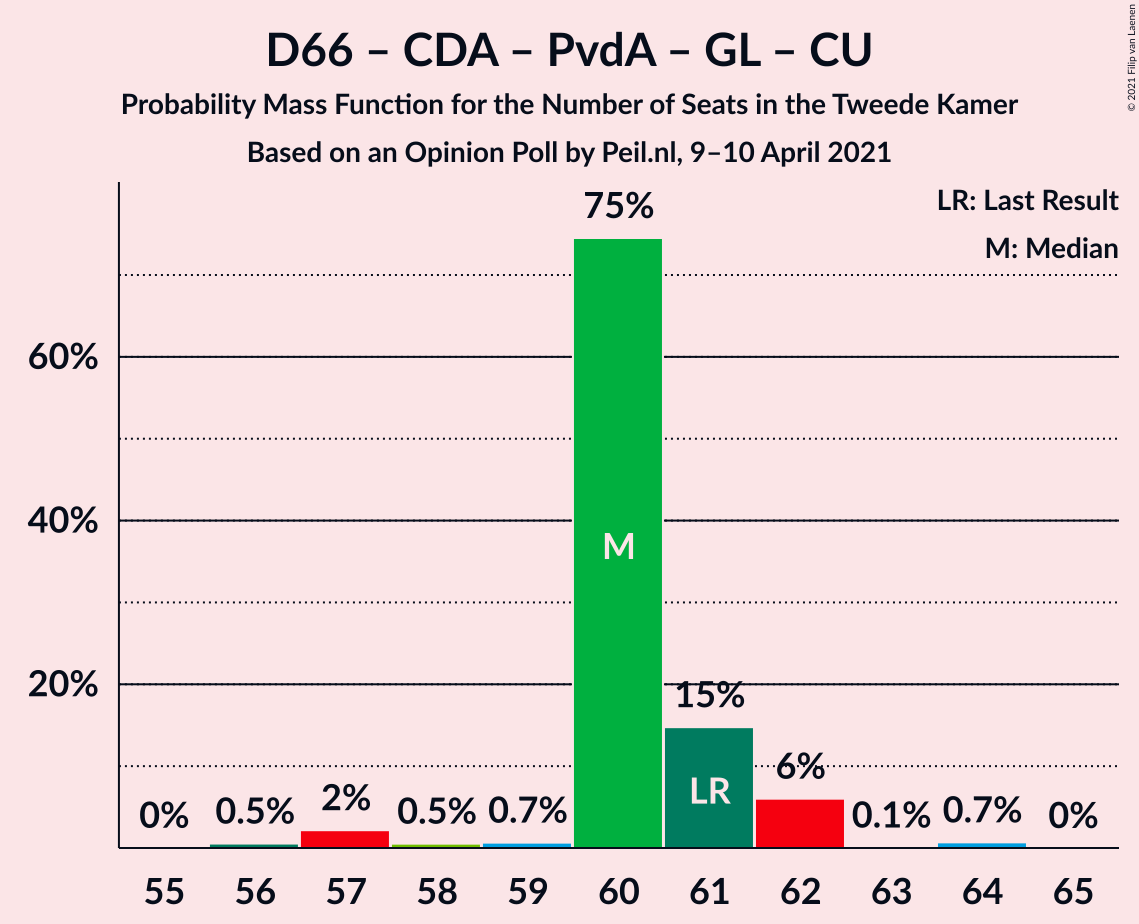 D66 – CDA – PvdA – GL – CU
Probability Mass Function for the Number of Seats in the Tweede Kamer
Based on an Opinion Poll by Peil.nl, 9–10 April 2021
© 2021 Filip van Laenen
LR: Last Result
M: Median
75%
60%
40%
M
20%
15%
6%
LR
0%
0.5%
2%
0.5%
0.7%
0.1%
0.7%
0%
55 56 57 58 59 60 61 62 63 64 65